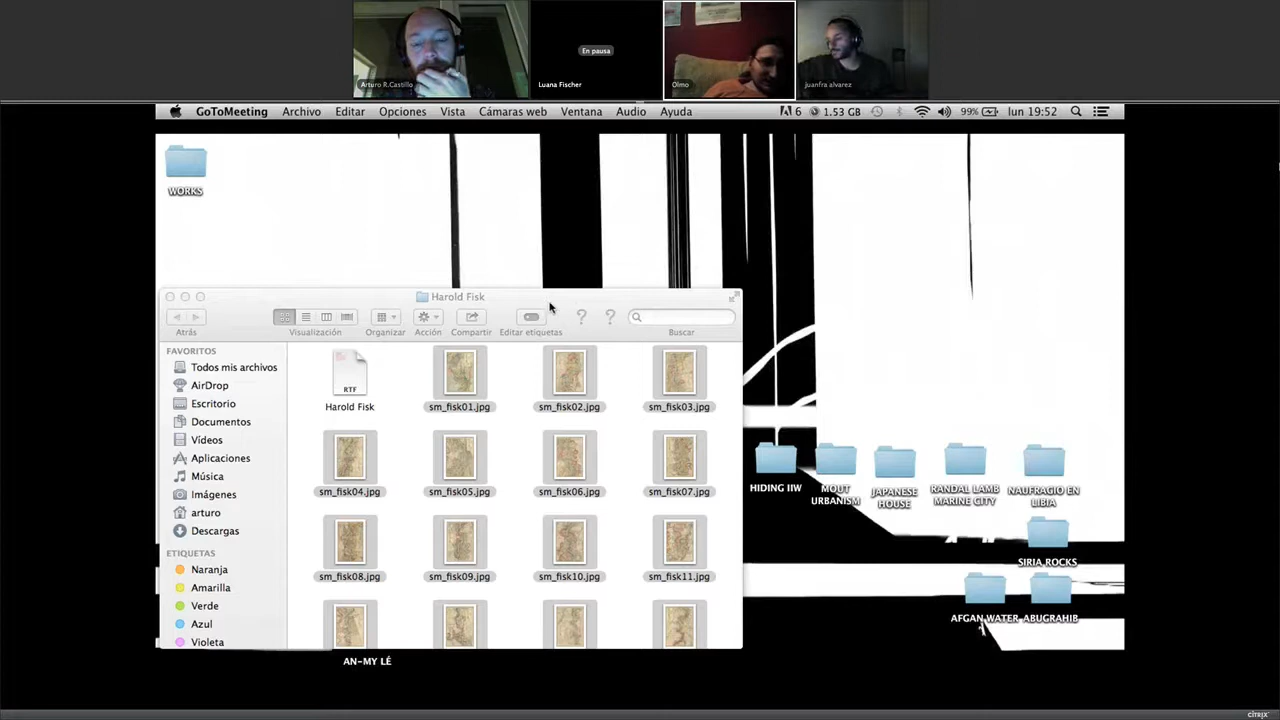 Arturo R.Castillo
En pausa
Luana Fischer
Olmo
juanfra alvarez
GoToMeeting Archivo Editar Opciones Vista Cámaras web Ventana Audio Ayuda 6 1.53 GB 99% lun 19:52
WORKS
Harold Fisk
Atrás Visualización Organizar Acción Compartir Editar etiquetas Buscar
FAVORITOS
Todos mis archivos
AirDrop
Escritorio
Documentos
Vídeos
Aplicaciones
Música
Imágenes
arturo
Descargas
ETIQUETAS
Naranja
Amarilla
Verde
Azul
Violeta
RTF
Harold Fisk sm_fisk01.jpg sm_fisk02.jpg sm_fisk03.jpg
sm_fisk04.jpg sm_fisk05.jpg sm_fisk06.jpg sm_fisk07.jpg
sm_fisk08.jpg sm_fisk09.jpg sm_fisk10.jpg sm_fisk11.jpg
HIDING IIW
MOUT
URBANISM
JAPANESE
HOUSE
RANDAL LAMB
MARINE CITY
NAUFRAGIO EN
LIBIA
SIRIA ROCKS
AFGAN WATER
ABUGRAHIB
AN-MY LÉ
CITRIX